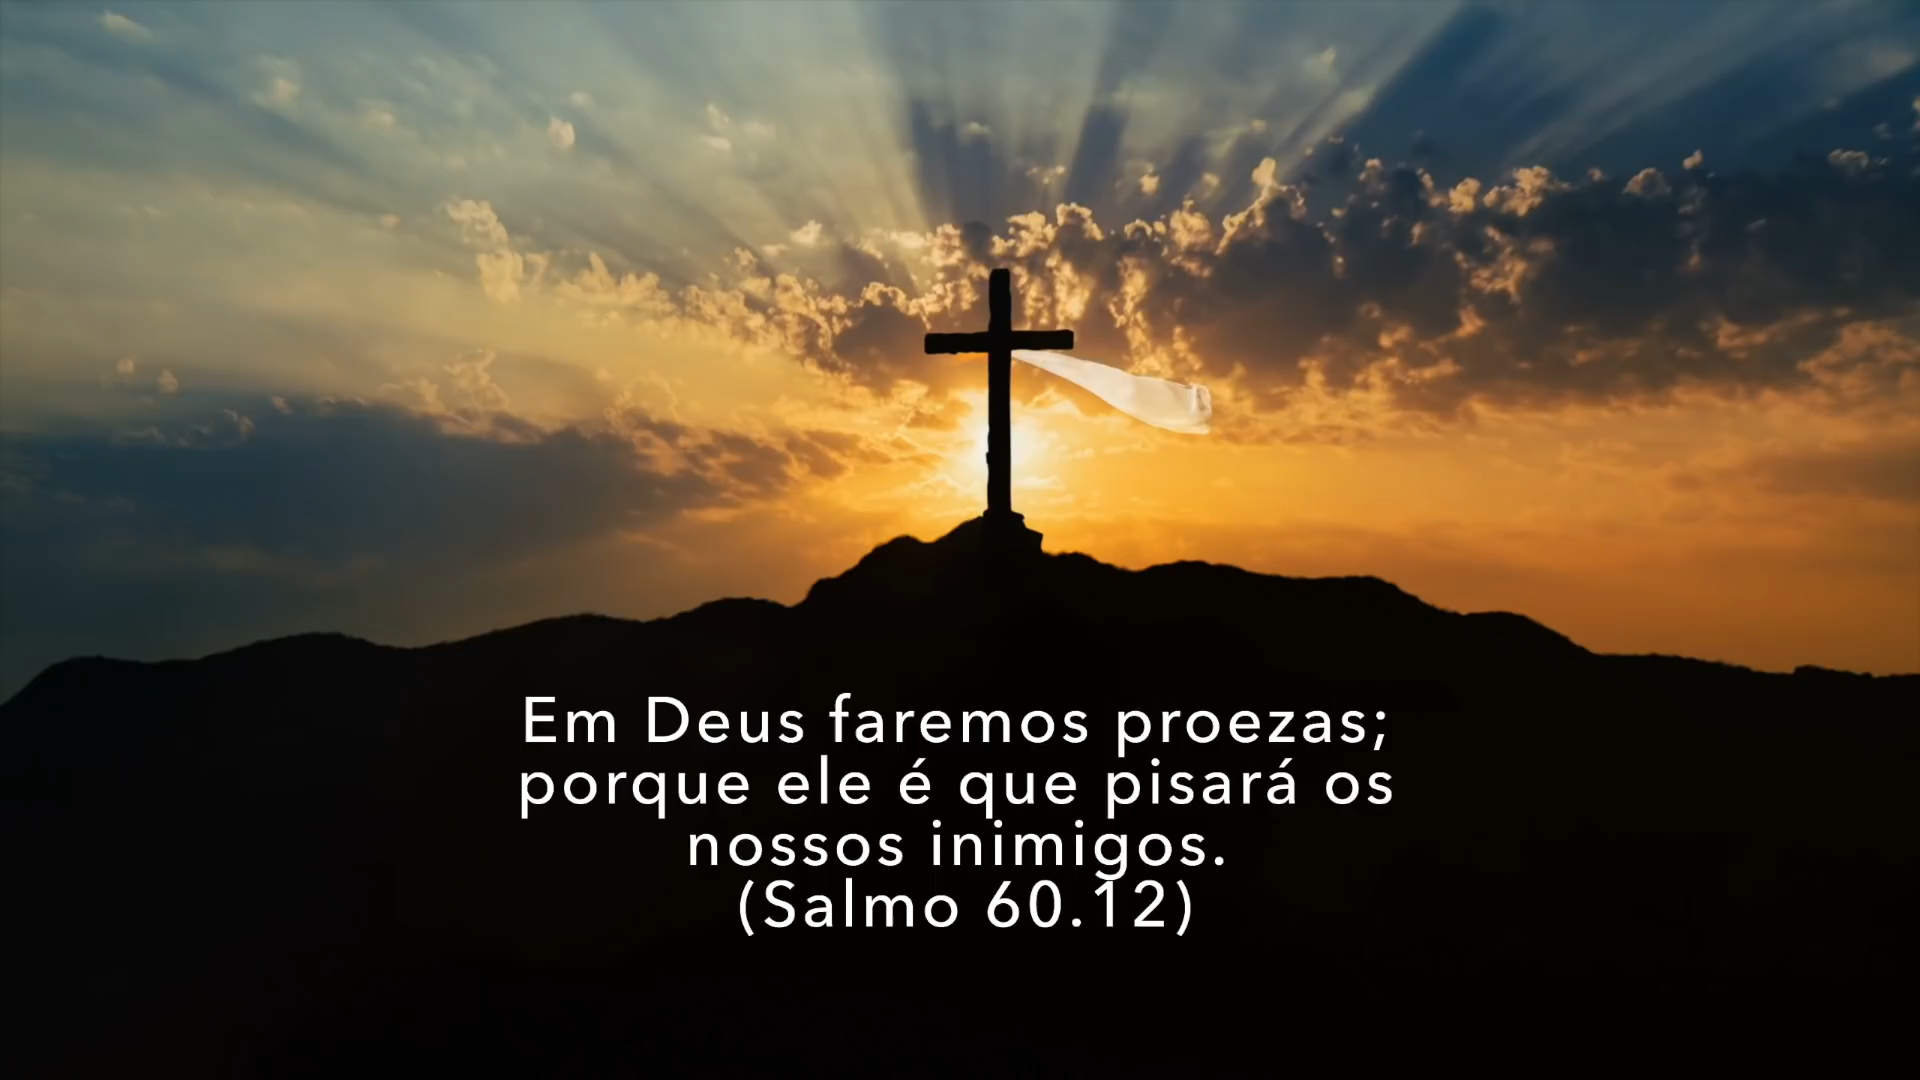 Em Deus faremos proezas;
porque ele é que pisará os
nossos inimigos.
(Salmo 60.12)